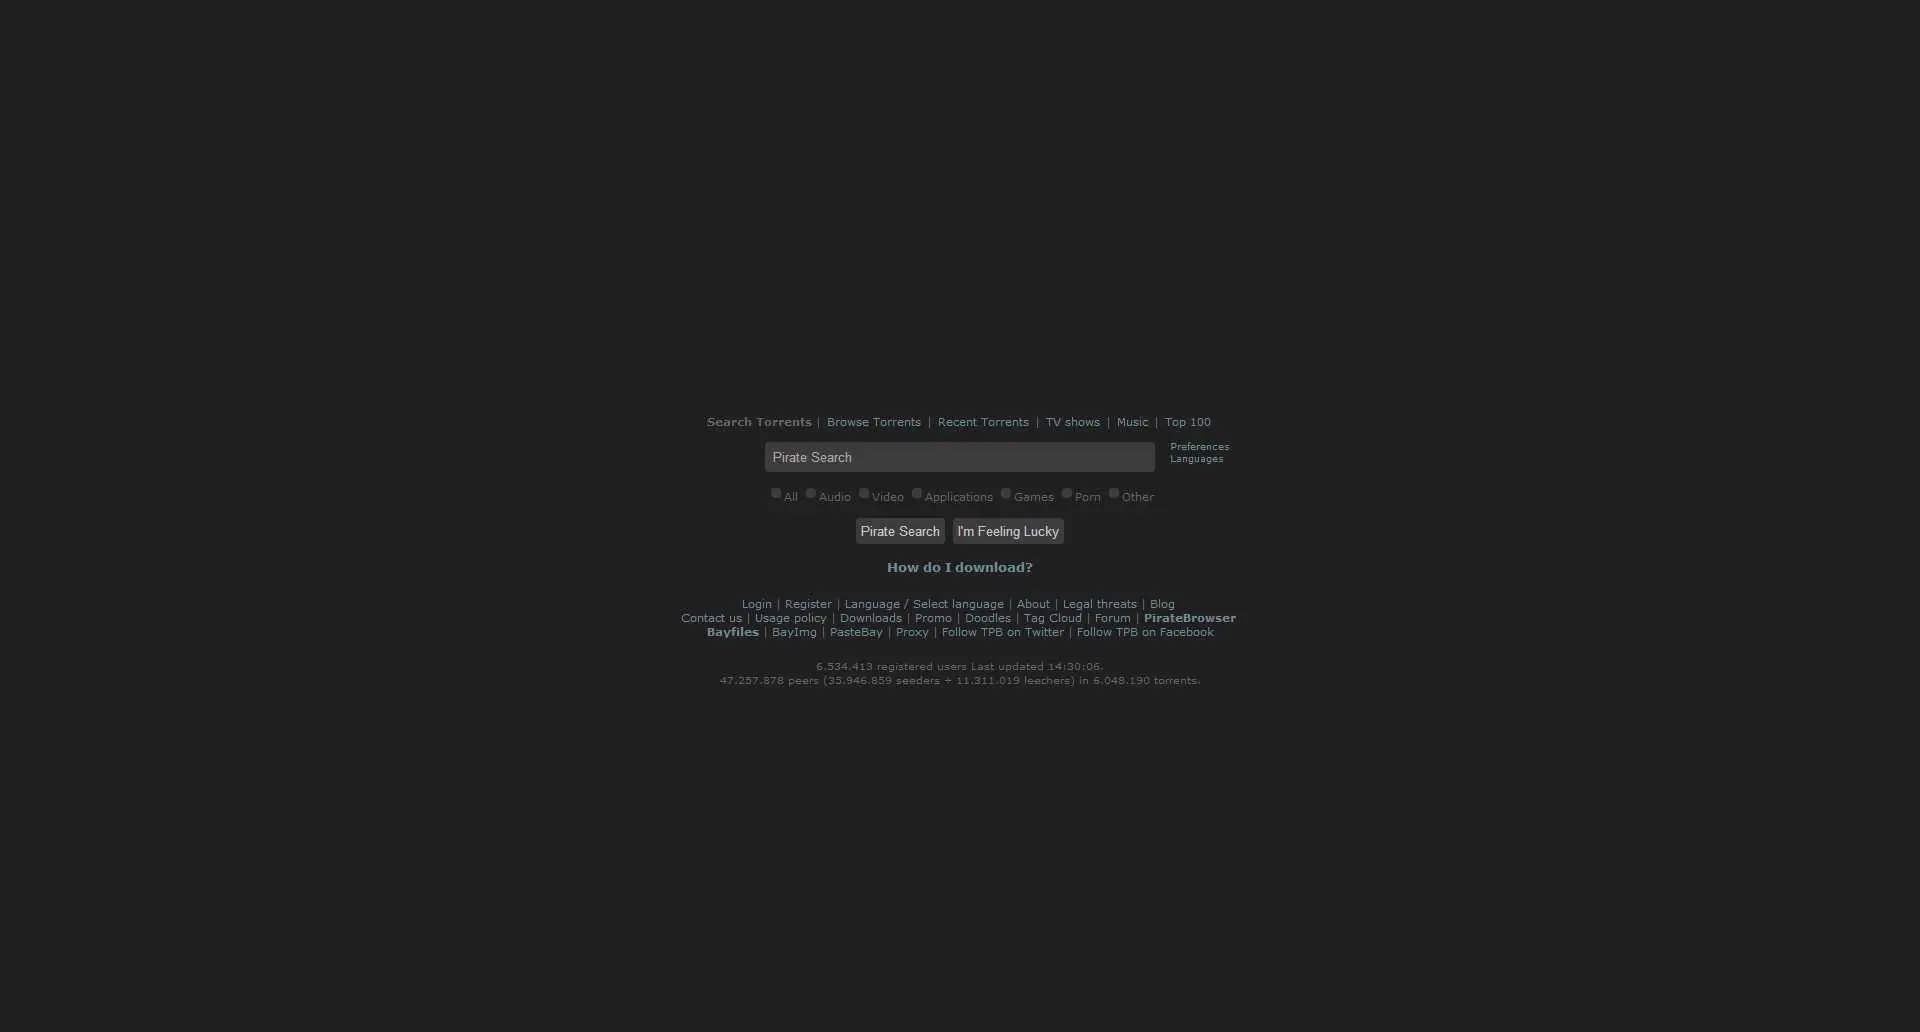 Search Torrents | Browse Torrents | Recent Torrents | TV shows | Music | Top 100
Pirate Search
Preferences
Languages
All Audio Video Applications Games Porn Other
Pirate Search I'm Feeling Lucky
How do I download?
Login | Register | Language / Select language | About | Legal threats | Blog
Contact us | Usage policy | Downloads | Promo | Doodles | Tag Cloud | Forum | PirateBrowser
Bayfiles | BayImg | PasteBay | Proxy | Follow TPB on Twitter | Follow TPB on Facebook
6.534.413 registered users Last updated 14:30:06.
47.257.878 peers (35.946.859 seeders + 11.311.019 leechers) in 6.048.190 torrents.